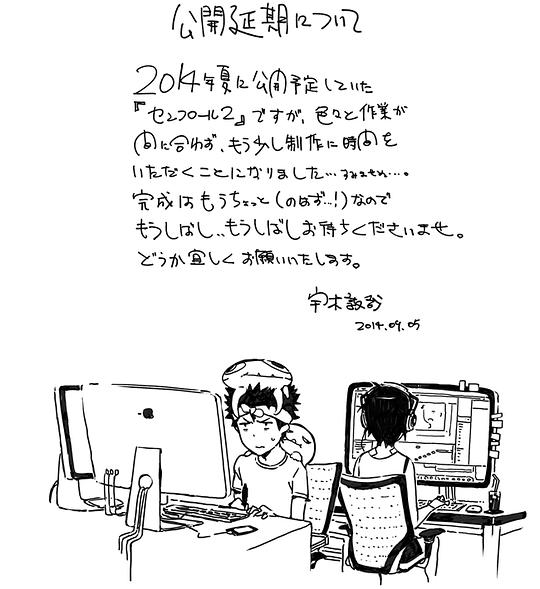 公開延期について
2014年夏に公開予定していた
『センコロール2』ですが、色々と作業が
間に合わず、もう少し制作に時間を
いただくことになりました…すみません…。
完成はもうちょっと(のはず…!)なので
もうしばし、もうしばしお待ちくださいませ。
どうか宜しくお願いいたします。
宇木敦哉
2014.09.05